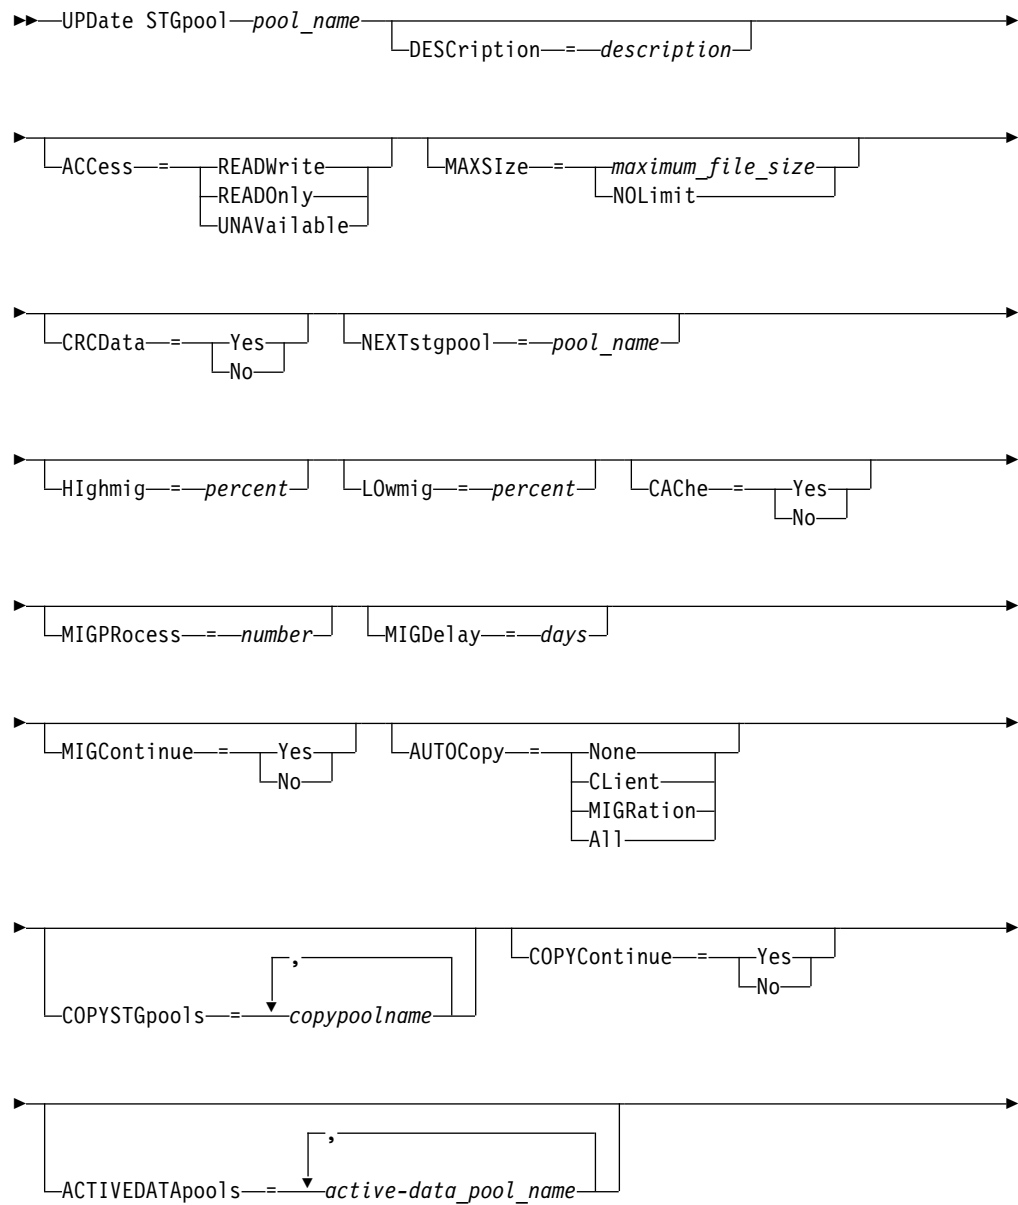 UPDate STGpool pool_name
DESCription = description
ACCess = READWrite
READOnly
UNAVailable
MAXSIze = maximum_file_size
NOLimit
CRCData = Yes
No
NEXTstgpool = pool_name
HIghmig = percent
LOwmig = percent
CAChe = Yes
No
MIGPRocess = number
MIGDelay = days
MIGContinue = Yes
No
AUTOCopy = None
CLient
MIGRation
All
,
COPYSTGpools = copypoolname
COPYContinue = Yes
No
,
ACTIVEDATApools = active-data_pool_name